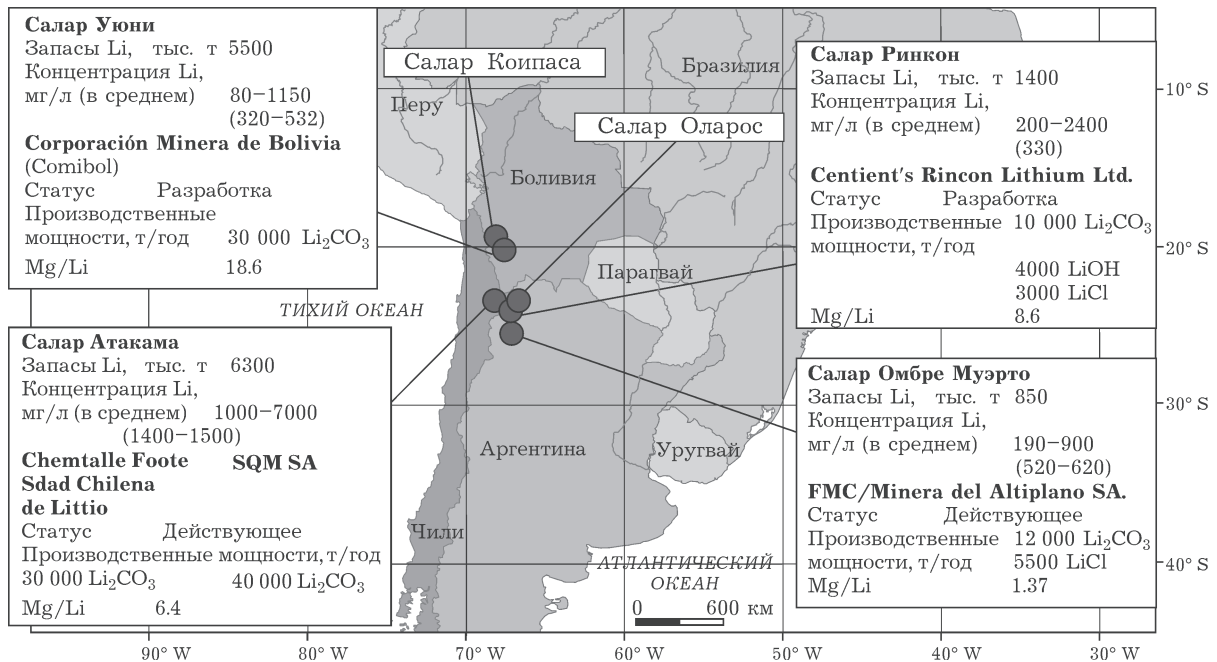 Салар Уюни
Запасы Li, тыс. т 5500
Концентрация Li,
мг/л (в среднем) 80−1150
(320−532)
Corporación Minera de Bolivia
(Comibol)
Статус Разработка
Производственные
мощности, т/год 30 000 Li₂CO₃
Mg/Li 18.6
Салар Коипаса
Салар Оларос
Салар Ринкон
Запасы Li, тыс. т 1400
Концентрация Li,
мг/л (в среднем) 200−2400
(330)
Centient's Rincon Lithium Ltd.
Статус Разработка
Производственные 10 000 Li₂CO₃
мощности, т/год
4000 LiOH
3000 LiCl
Mg/Li 8.6
Перу
Бразилия
Боливия
Парагвай
ТИХИЙ ОКЕАН
Аргентина
Уругвай
Чили
АТЛАНТИЧЕСКИЙ
ОКЕАН
0 600 км
Салар Атакама
Запасы Li, тыс. т 6300
Концентрация Li,
мг/л (в среднем) 1000−7000
(1400−1500)
Chemtalle Foote SQM SA
Sdad Chilena
de Littio
Статус Действующее
Производственные мощности, т/год
30 000 Li₂CO₃ 40 000 Li₂CO₃
Mg/Li 6.4
Салар Омбре Муэрто
Запасы Li, тыс. т 850
Концентрация Li,
мг/л (в среднем) 190−900
(520−620)
FMC/Minera del Altiplano SA.
Статус Действующее
Производственные 12 000 Li₂CO₃
мощности, т/год 5500 LiCl
Mg/Li 1.37
10° S
20° S
30° S
40° S
90° W 80° W 70° W 60° W 50° W 40° W 30° W